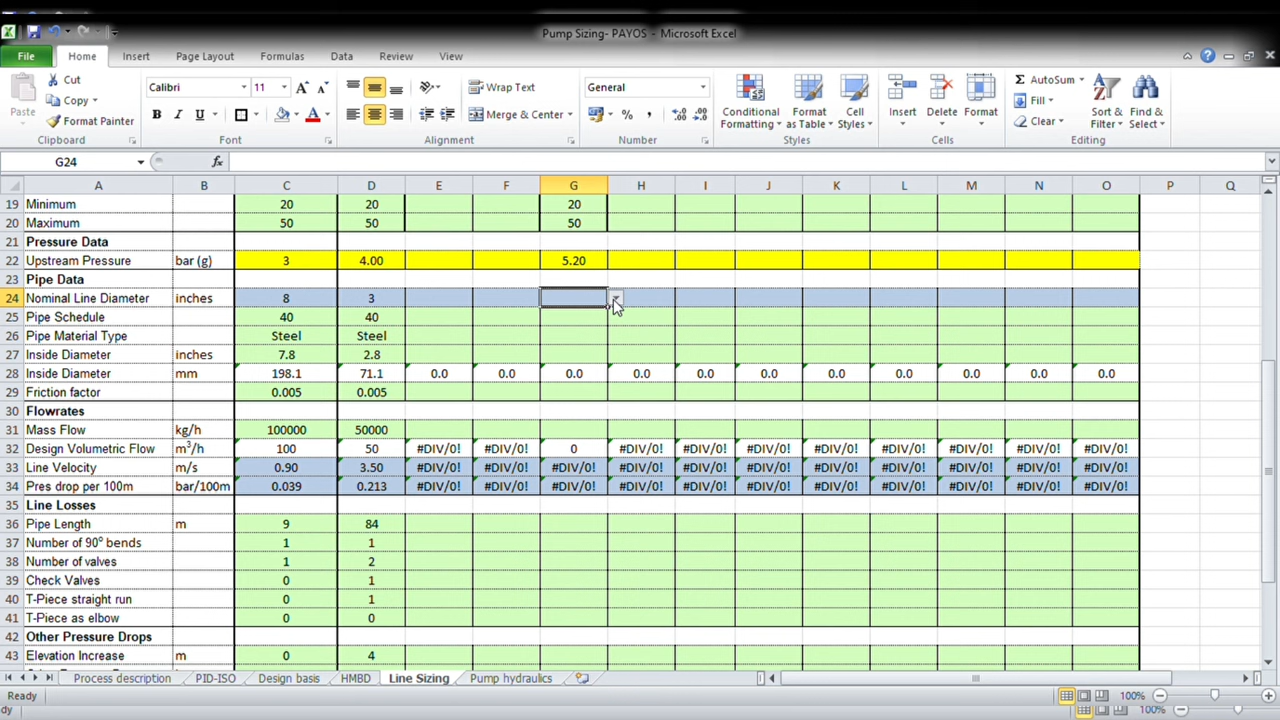 Pump Sizing- PAYOS - Microsoft Excel
File Home Insert Page Layout Formulas Data Review View
Paste Cut Copy Format Painter Clipboard
Calibri 11 B I U A Font
Wrap Text Merge & Center Alignment
General % , Number
Conditional Formatting Format as Table Cell Styles Styles
Insert Delete Format Cells
AutoSum Fill Clear Sort & Filter Find & Select Editing
G24 fx
A B C D E F G H I J K L M N O P Q
19 Minimum 20 20 20
20 Maximum 50 50 50
21 Pressure Data
22 Upstream Pressure bar (g) 3 4.00 5.20
23 Pipe Data
24 Nominal Line Diameter inches 8 3
25 Pipe Schedule 40 40
26 Pipe Material Type Steel Steel
27 Inside Diameter inches 7.8 2.8
28 Inside Diameter mm 198.1 71.1 0.0 0.0 0.0 0.0 0.0 0.0 0.0 0.0 0.0 0.0 0.0
29 Friction factor 0.005 0.005
30 Flowrates
31 Mass Flow kg/h 100000 50000
32 Design Volumetric Flow m³/h 100 50 #DIV/0! #DIV/0! 0 #DIV/0! #DIV/0! #DIV/0! #DIV/0! #DIV/0! #DIV/0! #DIV/0! #DIV/0!
33 Line Velocity m/s 0.90 3.50 #DIV/0! #DIV/0! #DIV/0! #DIV/0! #DIV/0! #DIV/0! #DIV/0! #DIV/0! #DIV/0! #DIV/0! #DIV/0!
34 Pres drop per 100m bar/100m 0.039 0.213 #DIV/0! #DIV/0! #DIV/0! #DIV/0! #DIV/0! #DIV/0! #DIV/0! #DIV/0! #DIV/0! #DIV/0! #DIV/0!
35 Line Losses
36 Pipe Length m 9 84
37 Number of 90⁰ bends 1 1
38 Number of valves 1 2
39 Check Valves 0 1
40 T-Piece straight run 0 1
41 T-Piece as elbow 0 0
42 Other Pressure Drops
43 Elevation Increase m 0 4
Process description PID-ISO Design basis HMBD Line Sizing Pump hydraulics
Ready 100%
dy 100%